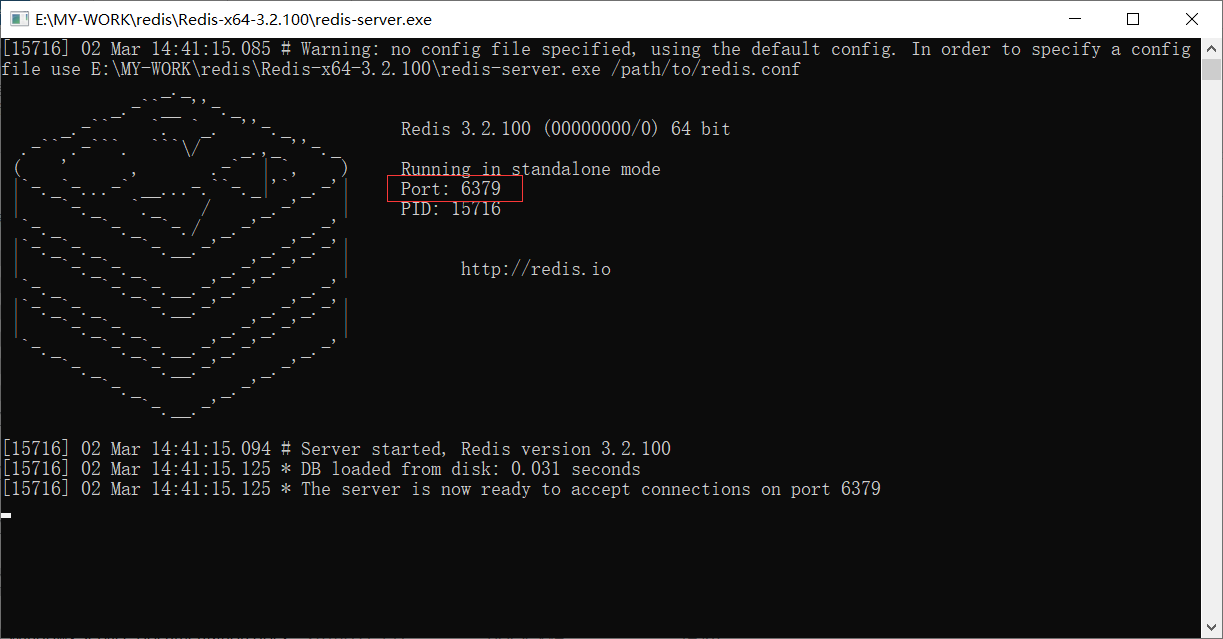 E:\MY-WORK\redis\Redis-x64-3.2.100\redis-server.exe
[15716] 02 Mar 14:41:15.085 # Warning: no config file specified, using the default config. In order to specify a config
file use E:\MY-WORK\redis\Redis-x64-3.2.100\redis-server.exe /path/to/redis.conf
Redis 3.2.100 (00000000/0) 64 bit
Running in standalone mode
Port: 6379
PID: 15716
http://redis.io
[15716] 02 Mar 14:41:15.094 # Server started, Redis version 3.2.100
[15716] 02 Mar 14:41:15.125 * DB loaded from disk: 0.031 seconds
[15716] 02 Mar 14:41:15.125 * The server is now ready to accept connections on port 6379